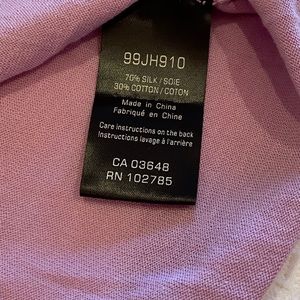 99JH910
70% SILK / SOIE
30% COTTON / COTON
Made in China
Fabriqué en Chine
Care instructions on the back
Instructions lavage à l'arrière
CA 03648
RN 102785